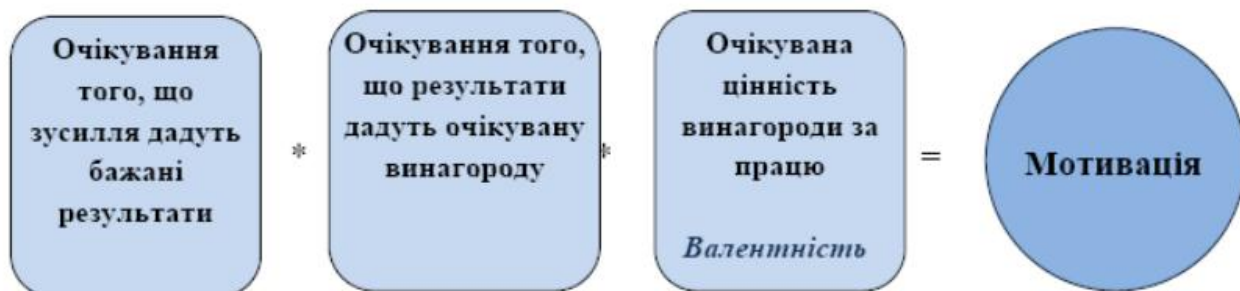 Очікування
того, що
зусилля дадуть
бажані
результати
*
Очікування того,
що результати
дадуть очікувану
винагороду
*
Очікувана
цінність
винагороди за
працю
Валентність
=
Мотивація